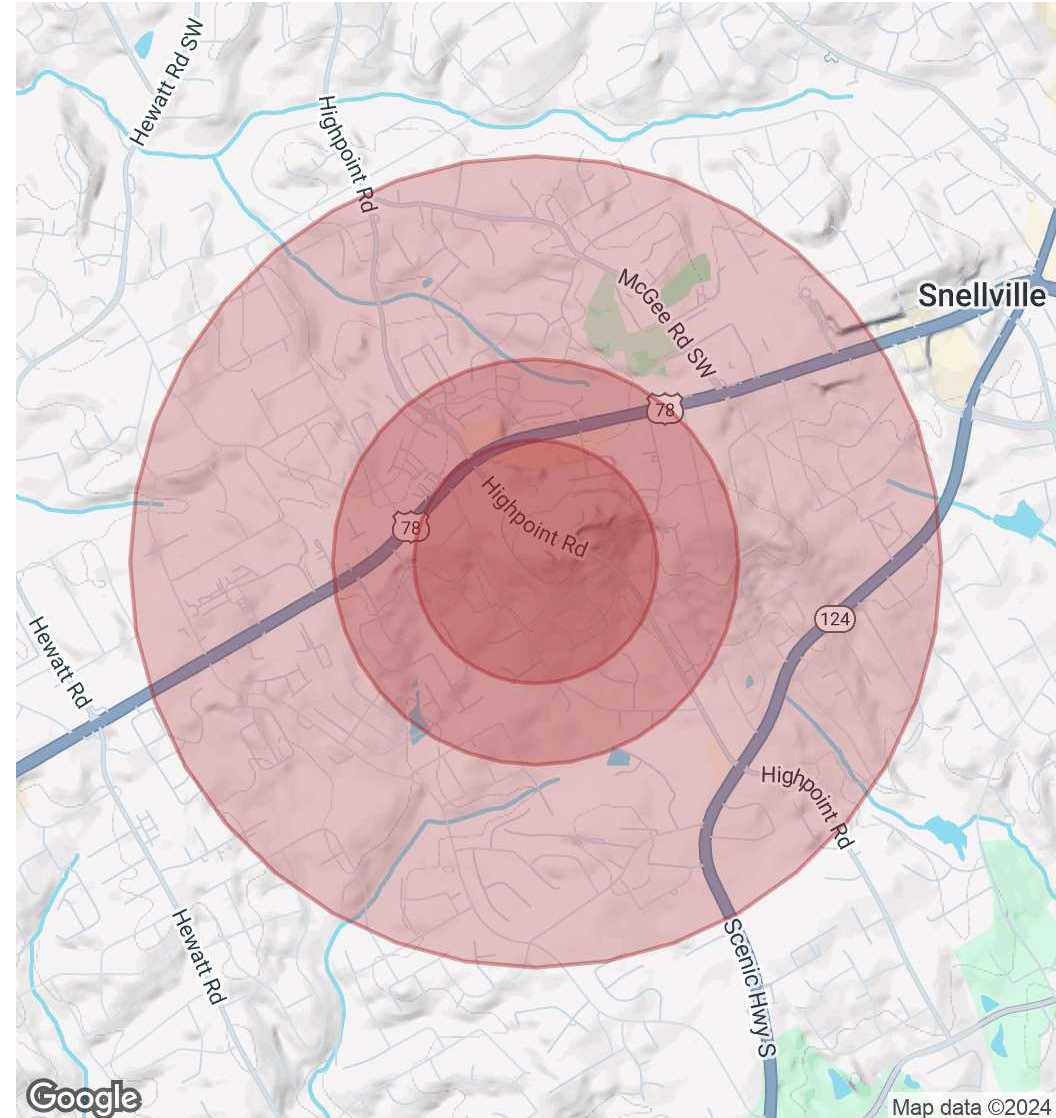 Hewatt Rd SW
Highpoint Rd
McGee Rd SW
Snellville
78
Highpoint Rd
78
124
Hewatt Rd
Highpoint Rd
Hewatt Rd
Scenic Hwy S
Google
Map data ©2024